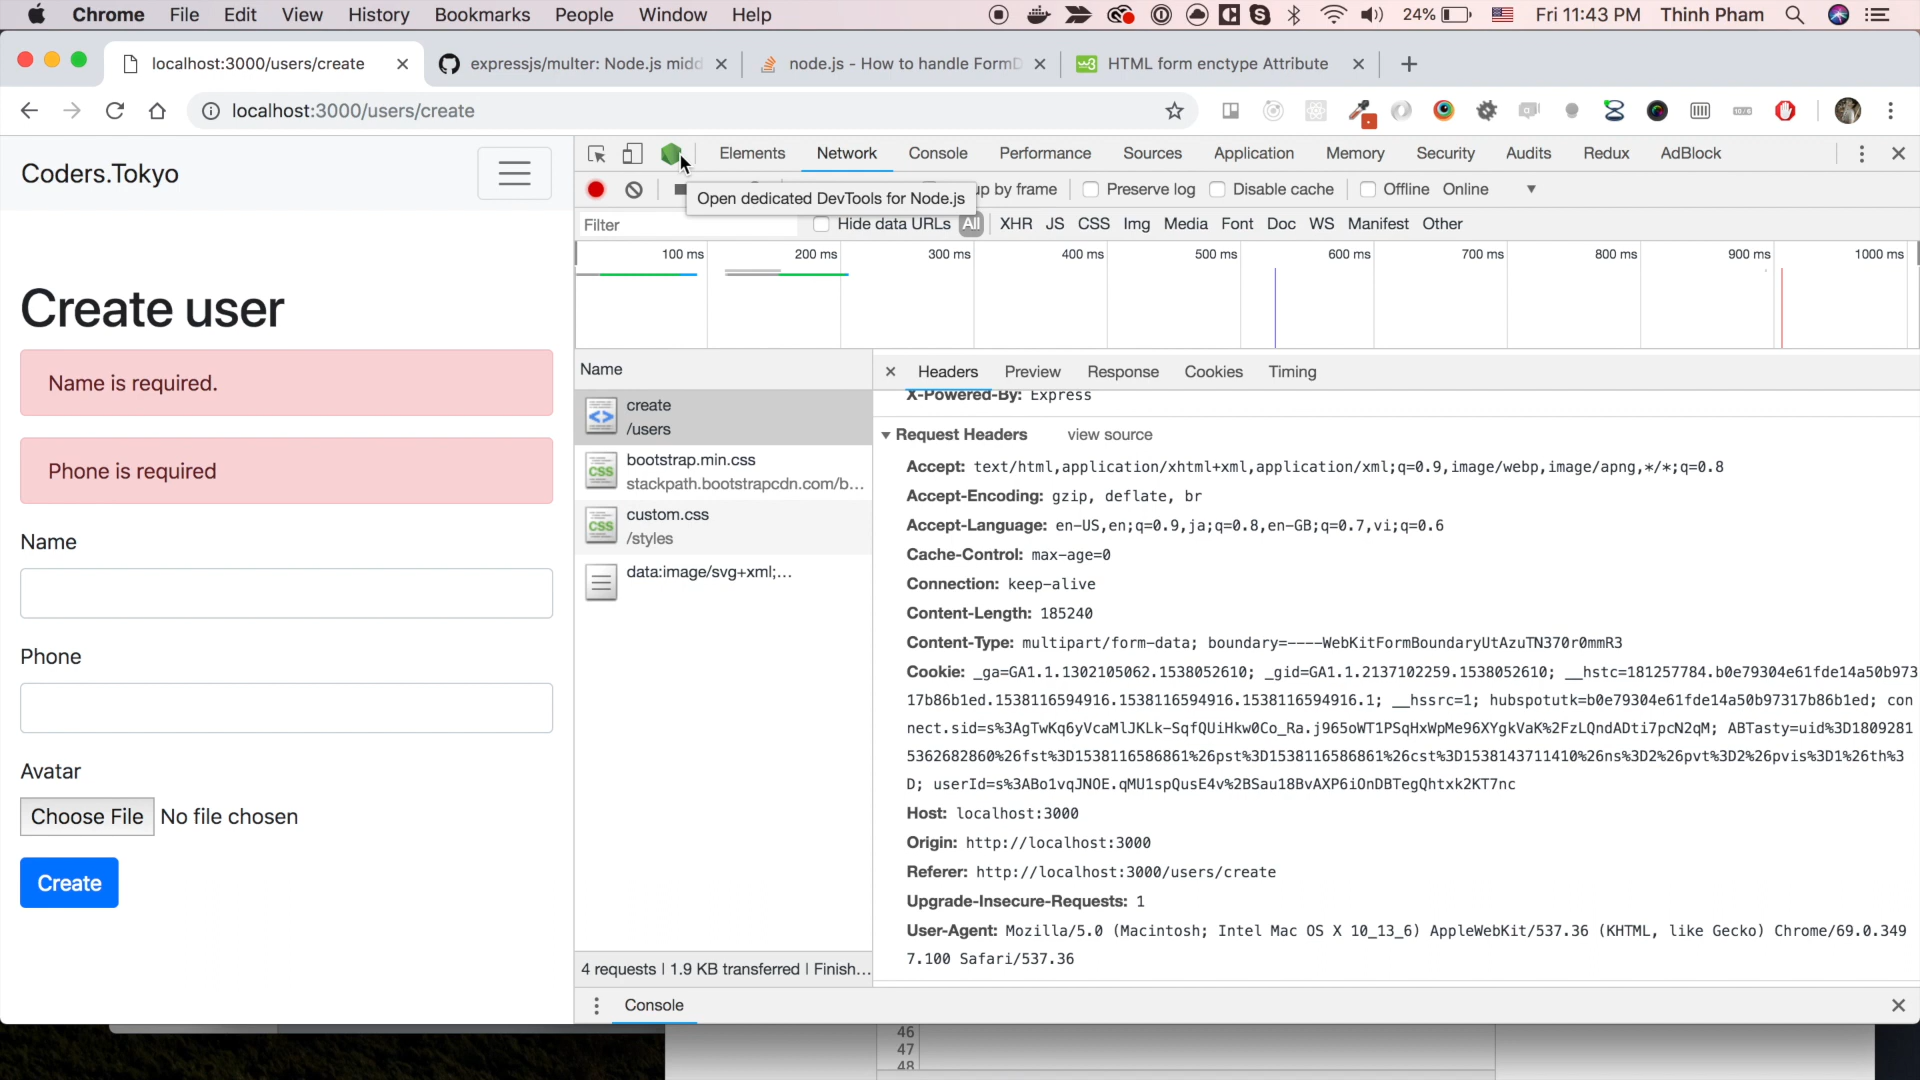 Chrome File Edit View History Bookmarks People Window Help 24% Fri 11:43 PM Thinh Pham
localhost:3000/users/create expressjs/multer: Node.js midd node.js - How to handle FormD HTML form enctype Attribute
localhost:3000/users/create
Coders.Tokyo
Create user
Name is required.
Phone is required
Name
Phone
Avatar
Choose File No file chosen
Create
Elements Network Console Performance Sources Application Memory Security Audits Redux AdBlock
up by frame Preserve log Disable cache Offline Online
Open dedicated DevTools for Node.js
Filter Hide data URLs All XHR JS CSS Img Media Font Doc WS Manifest Other
100 ms 200 ms 300 ms 400 ms 500 ms 600 ms 700 ms 800 ms 900 ms 1000 ms
Name
create
/users
bootstrap.min.css
stackpath.bootstrapcdn.com/b...
custom.css
/styles
data:image/svg+xml;...
4 requests | 1.9 KB transferred | Finish...
Headers Preview Response Cookies Timing
X-Powered-By: Express
Request Headers view source
Accept: text/html,application/xhtml+xml,application/xml;q=0.9,image/webp,image/apng,*/*;q=0.8
Accept-Encoding: gzip, deflate, br
Accept-Language: en-US,en;q=0.9,ja;q=0.8,en-GB;q=0.7,vi;q=0.6
Cache-Control: max-age=0
Connection: keep-alive
Content-Length: 185240
Content-Type: multipart/form-data; boundary=----WebKitFormBoundaryUtAzuTN370r0mmR3
Cookie: _ga=GA1.1.1302105062.1538052610; _gid=GA1.1.2137102259.1538052610; __hstc=181257784.b0e79304e61fde14a50b973
17b86b1ed.1538116594916.1538116594916.1538116594916.1; __hssrc=1; hubspotutk=b0e79304e61fde14a50b97317b86b1ed; con
nect.sid=s%3AgTwKq6yVcaMlJKLk-SqfQUiHkw0Co_Ra.j965oWT1PSqHxWpMe96XYgkVaK%2FzLQndADti7pcN2qM; ABTasty=uid%3D1809281
5362682860%26fst%3D1538116586861%26pst%3D1538116586861%26cst%3D1538143711410%26ns%3D2%26pvt%3D2%26pvis%3D1%26th%3
D; userId=s%3ABo1vqJNOE.qMU1spQusE4v%2BSau18BvAXP6iOnDBTegQhtxk2KT7nc
Host: localhost:3000
Origin: http://localhost:3000
Referer: http://localhost:3000/users/create
Upgrade-Insecure-Requests: 1
User-Agent: Mozilla/5.0 (Macintosh; Intel Mac OS X 10_13_6) AppleWebKit/537.36 (KHTML, like Gecko) Chrome/69.0.349
7.100 Safari/537.36
Console
46
47
48